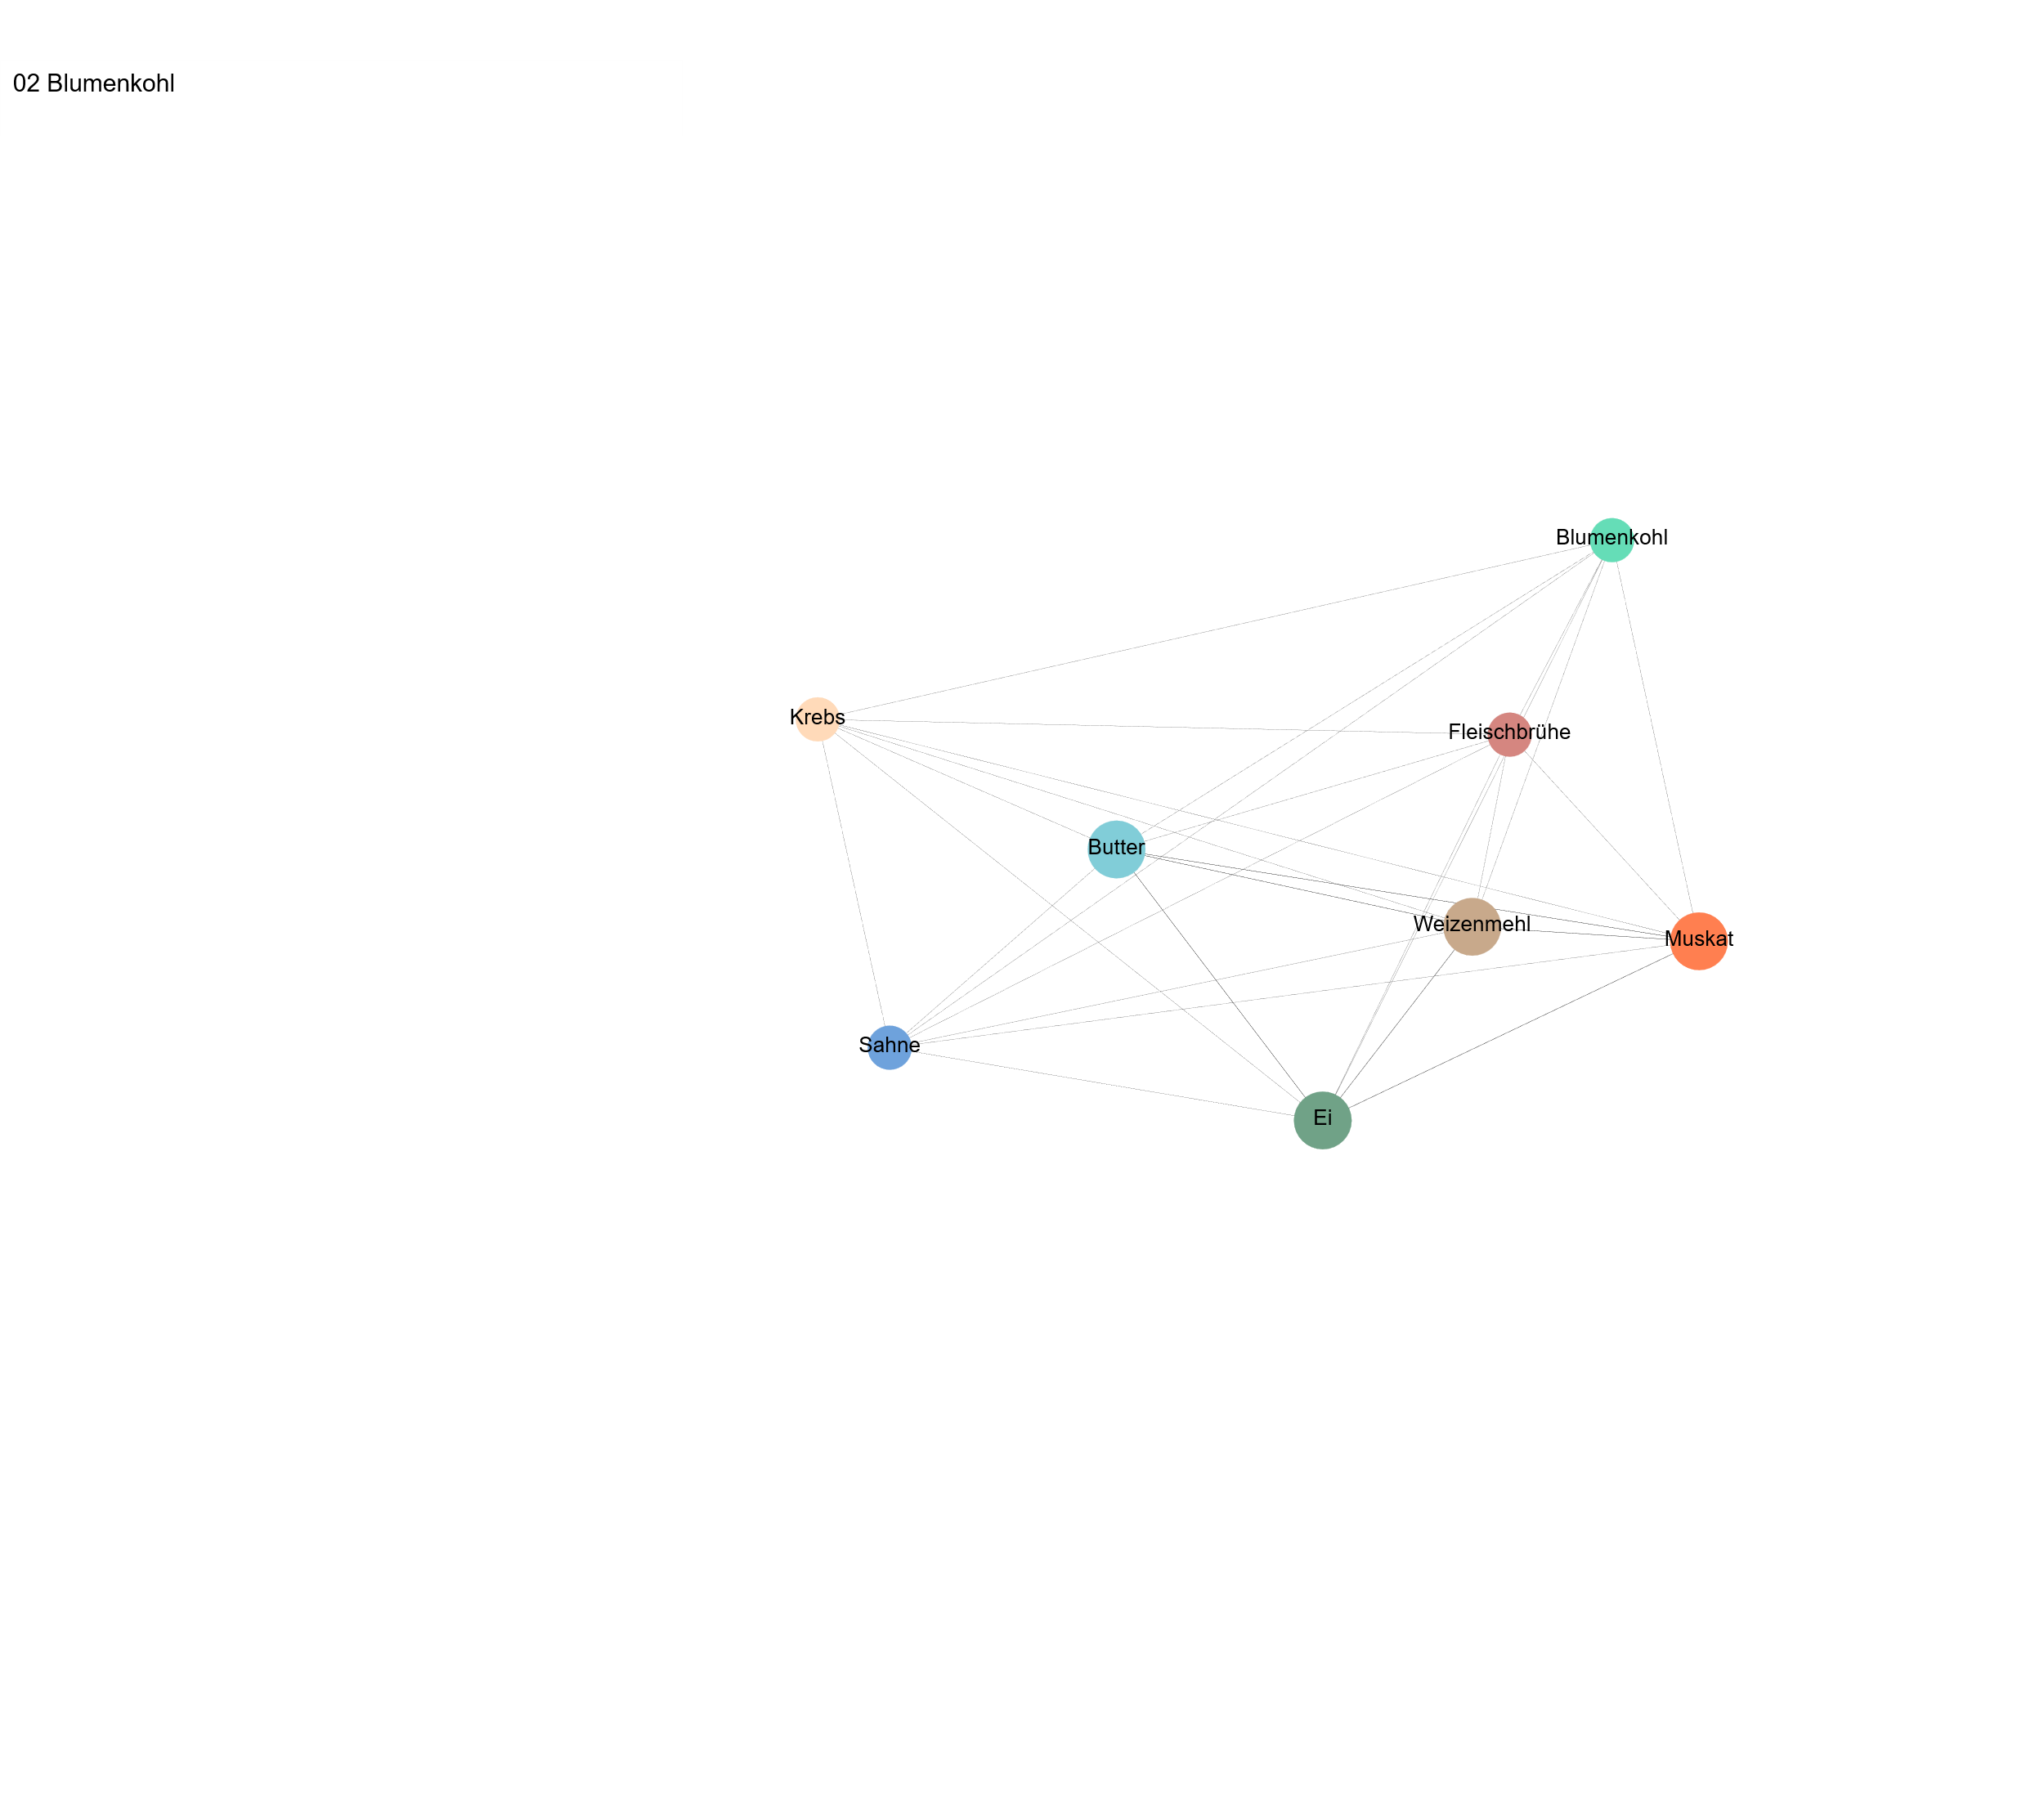 02 Blumenkohl
Blumenkohl
Krebs
Fleischbrühe
Butter
Weizenmehl
Muskat
Sahne
Ei